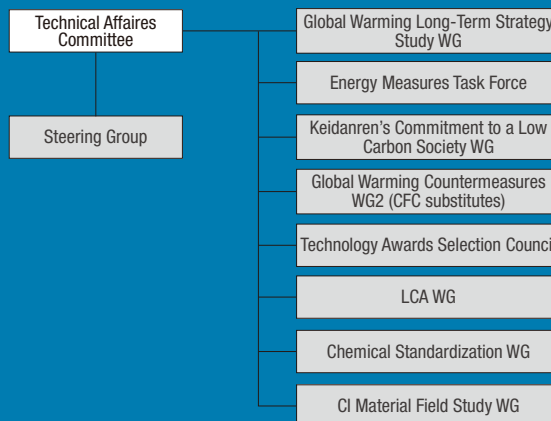 Technical Affaires
Committee
Steering Group
Global Warming Long-Term Strategy
Study WG
Energy Measures Task Force
Keidanren's Commitment to a Low
Carbon Society WG
Global Warming Countermeasures
WG2 (CFC substitutes)
Technology Awards Selection Council
LCA WG
Chemical Standardization WG
CI Material Field Study WG